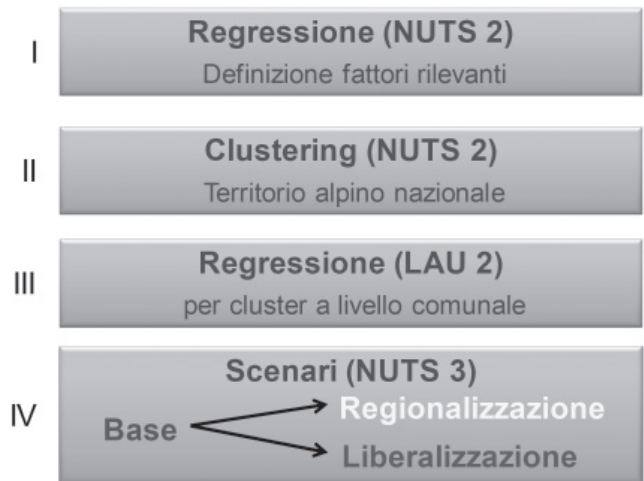 I
Regressione (NUTS 2)
Definizione fattori rilevanti
II
Clustering (NUTS 2)
Territorio alpino nazionale
III
Regressione (LAU 2)
per cluster a livello comunale
IV
Scenari (NUTS 3)
Base
Regionalizzazione
Liberalizzazione